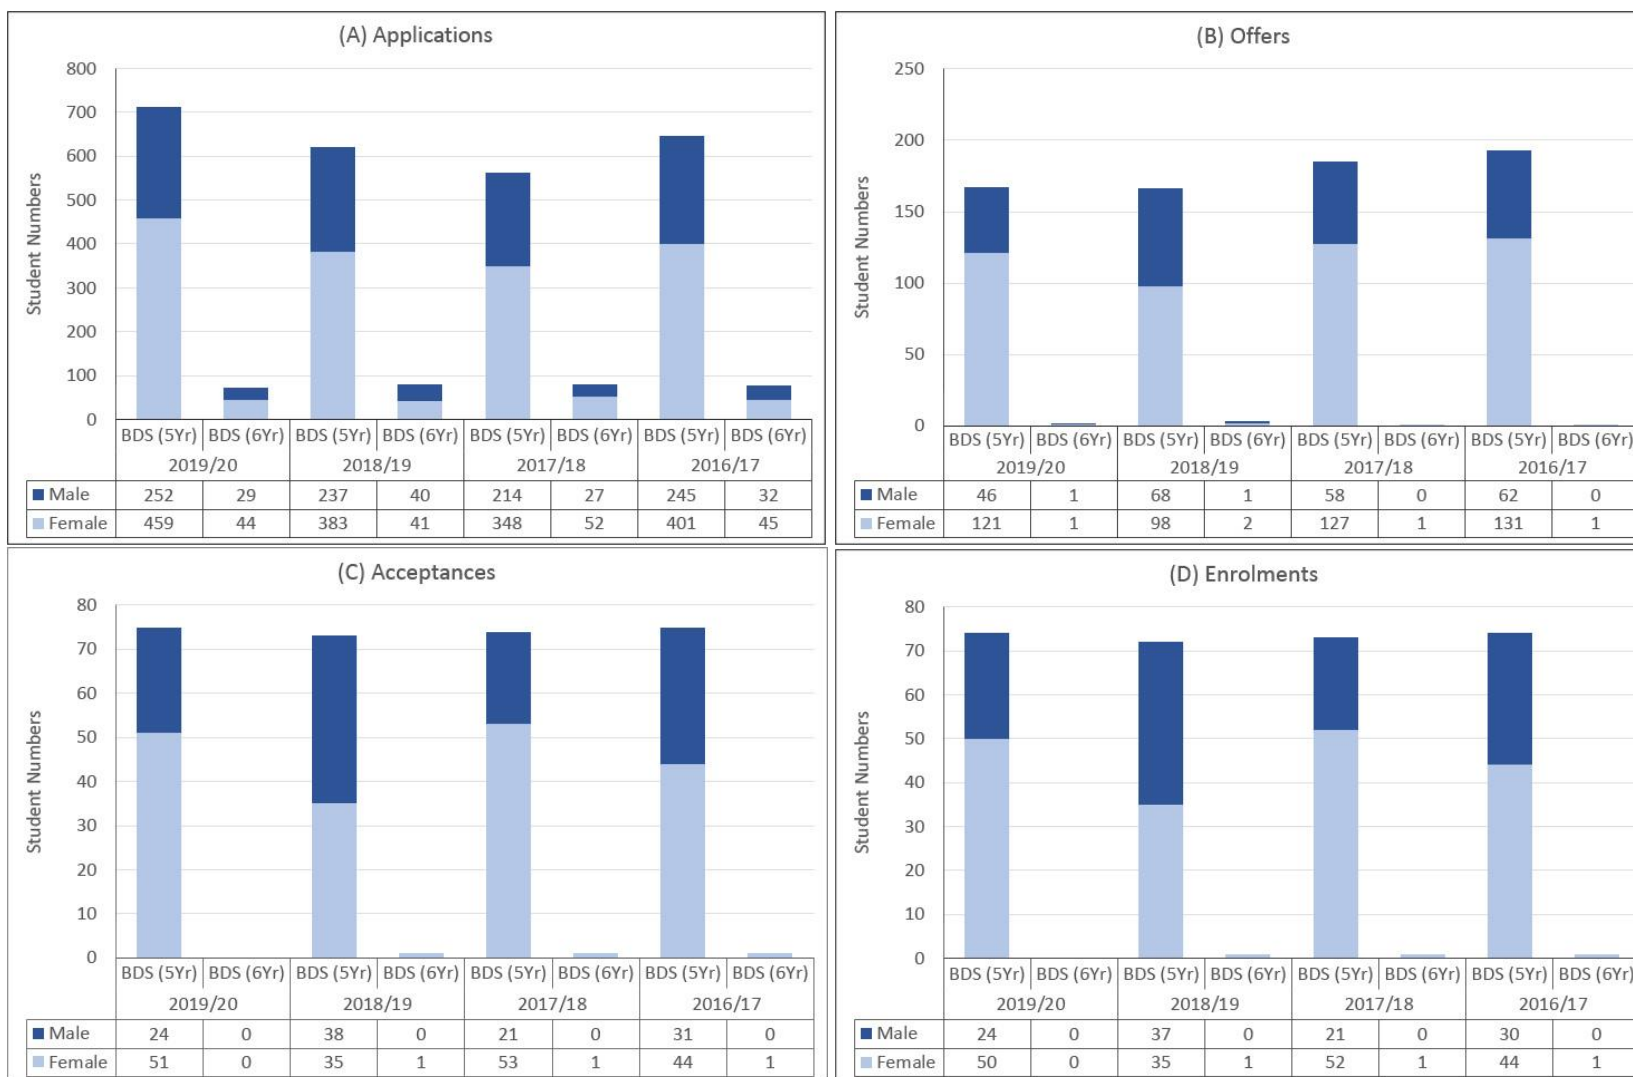 (A) Applications
800
700
600
500
400
300
200
100
0
Student Numbers
BDS (5Yr) BDS (6Yr) BDS (5Yr) BDS (6Yr) BDS (5Yr) BDS (6Yr) BDS (5Yr) BDS (6Yr)
2019/20 2018/19 2017/18 2016/17
Male 252 29 237 40 214 27 245 32
Female 459 44 383 41 348 52 401 45
(B) Offers
250
200
150
100
50
0
Student Numbers
BDS (5Yr) BDS (6Yr) BDS (5Yr) BDS (6Yr) BDS (5Yr) BDS (6Yr) BDS (5Yr) BDS (6Yr)
2019/20 2018/19 2017/18 2016/17
Male 46 1 68 1 58 0 62 0
Female 121 1 98 2 127 1 131 1
(C) Acceptances
80
70
60
50
40
30
20
10
0
Student Numbers
BDS (5Yr) BDS (6Yr) BDS (5Yr) BDS (6Yr) BDS (5Yr) BDS (6Yr) BDS (5Yr) BDS (6Yr)
2019/20 2018/19 2017/18 2016/17
Male 24 0 38 0 21 0 31 0
Female 51 0 35 1 53 1 44 1
(D) Enrolments
80
70
60
50
40
30
20
10
0
Student Numbers
BDS (5Yr) BDS (6Yr) BDS (5Yr) BDS (6Yr) BDS (5Yr) BDS (6Yr) BDS (5Yr) BDS (6Yr)
2019/20 2018/19 2017/18 2016/17
Male 24 0 37 0 21 0 30 0
Female 50 0 35 1 52 1 44 1